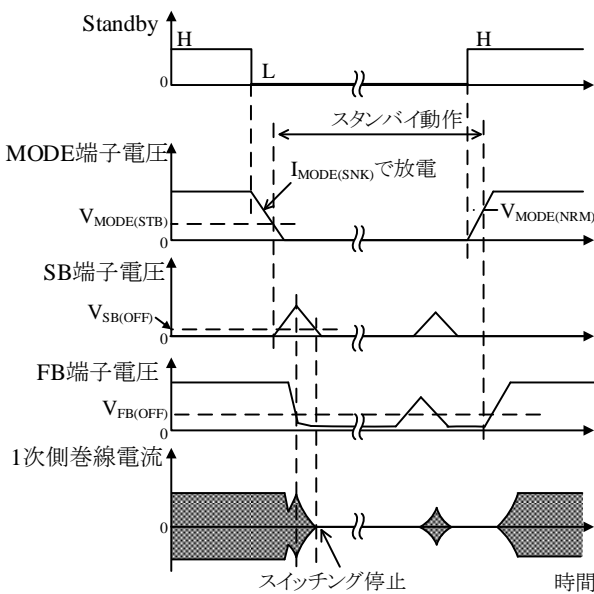 Standby
H
L
H
0
スタンバイ動作
MODE端子電圧
I_MODE(SNK)で放電
V_MODE(STB)
V_MODE(NRM)
0
SB端子電圧
V_SB(OFF)
0
FB端子電圧
V_FB(OFF)
0
1次側巻線電流
0
スイッチング停止
時間